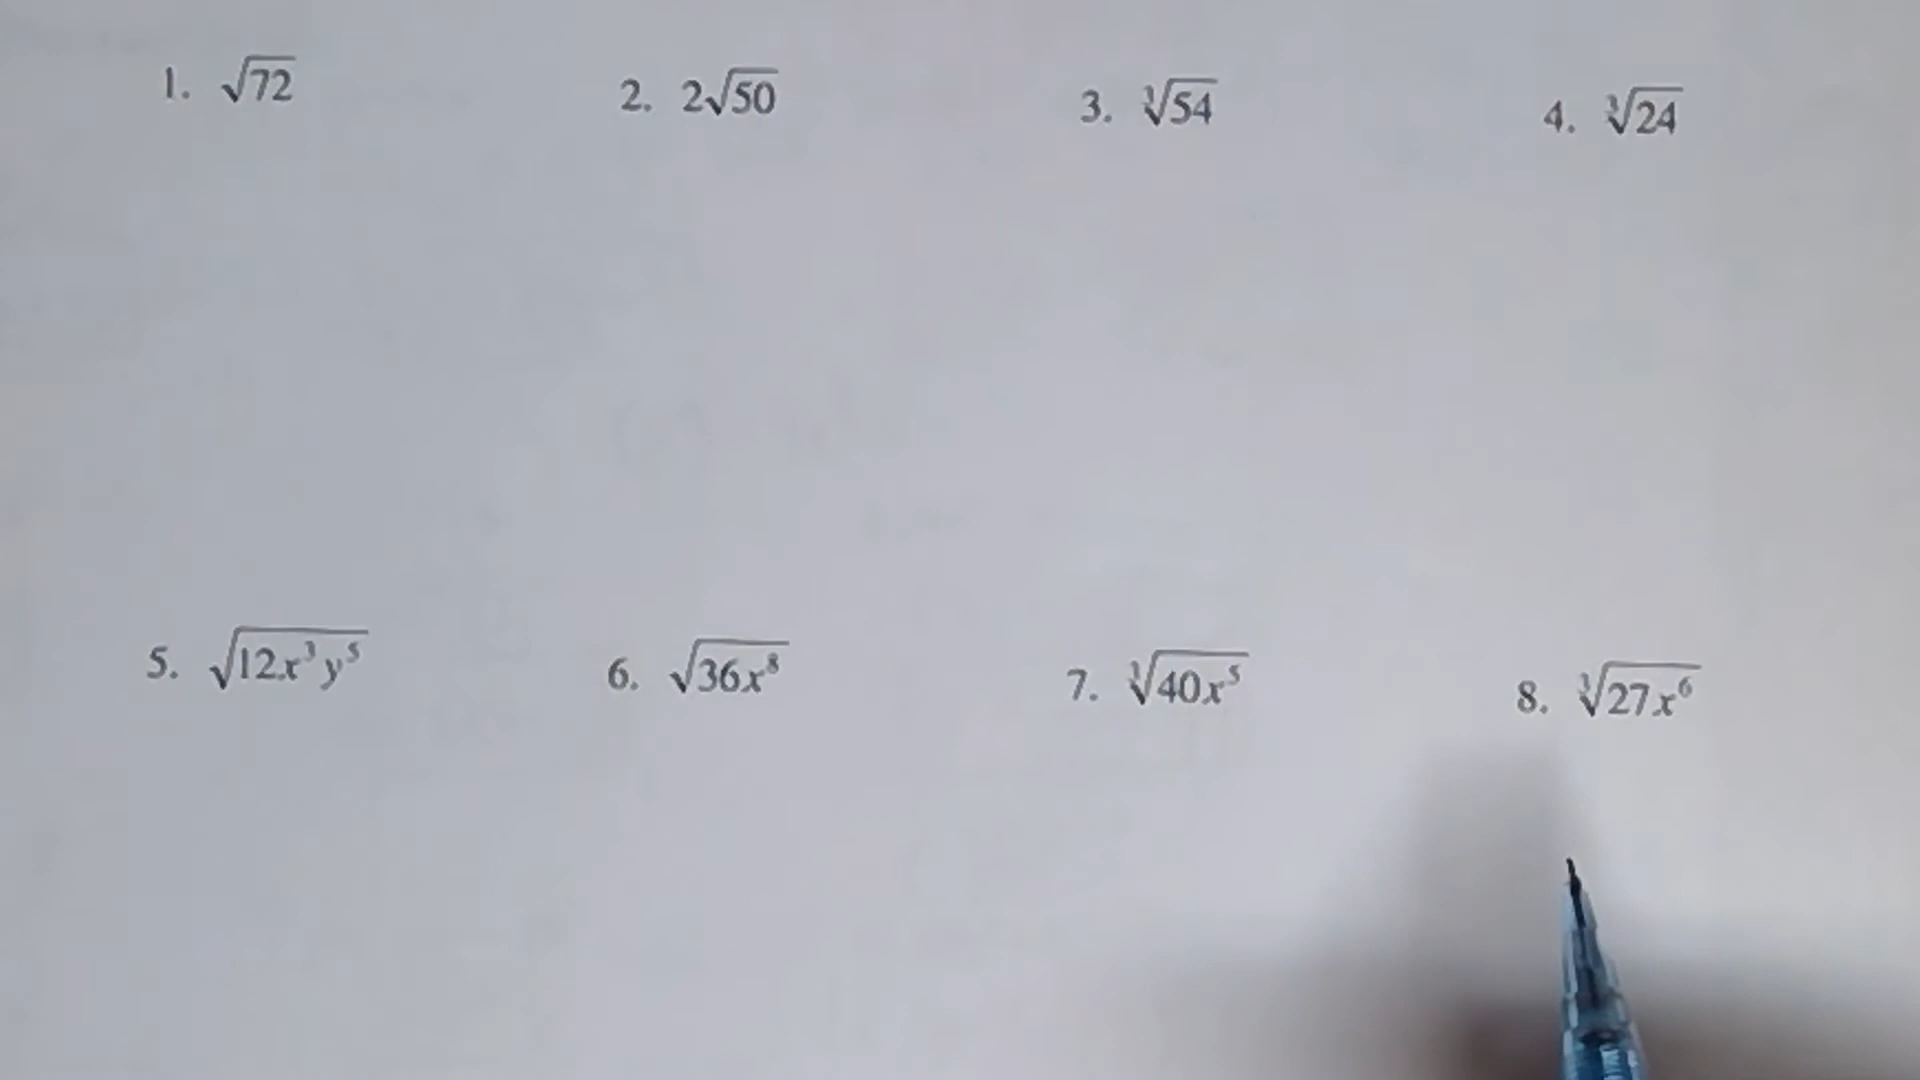 1. √72 2. 2√50 3. ∛54 4. ∛24
5. √12x³y⁵ 6. √36x⁸ 7. ∛40x⁵ 8. ∛27x⁶